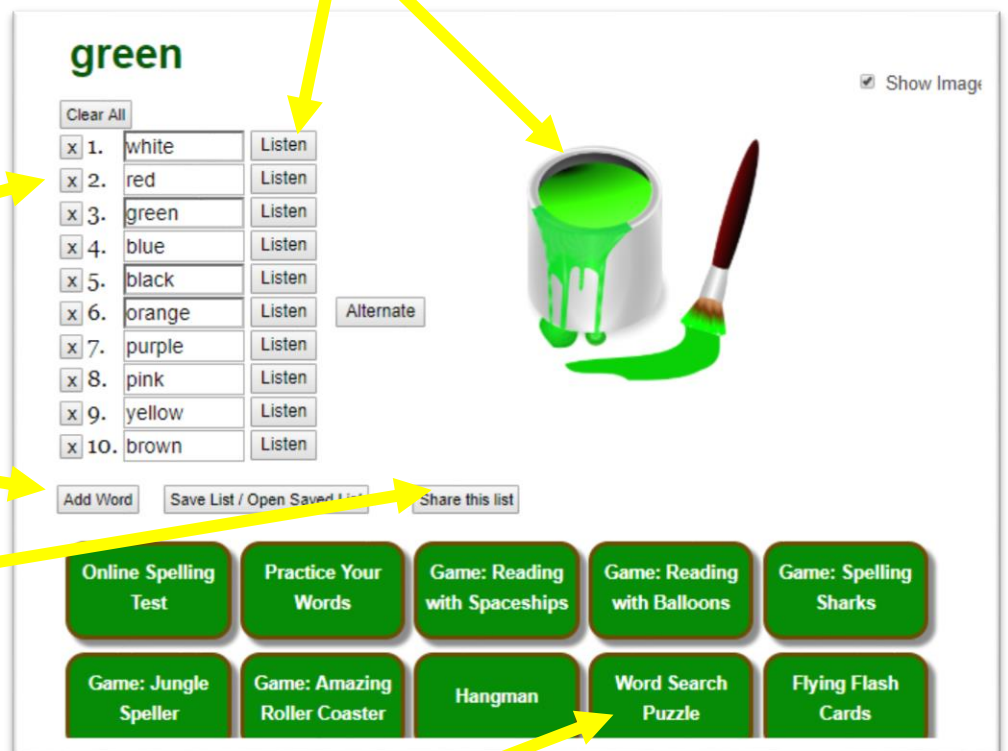 green
Show Image
Clear All
x 1. white Listen
x 2. red Listen
x 3. green Listen
x 4. blue Listen
x 5. black Listen
x 6. orange Listen Alternate
x 7. purple Listen
x 8. pink Listen
x 9. yellow Listen
x 10. brown Listen
Add Word Save List / Open Saved List Share this list
Online Spelling Practice Your Game: Reading Game: Reading Game: Spelling
Test Words with Spaceships with Balloons Sharks
Game: Jungle Game: Amazing Hangman Word Search Flying Flash
Speller Roller Coaster Puzzle Cards